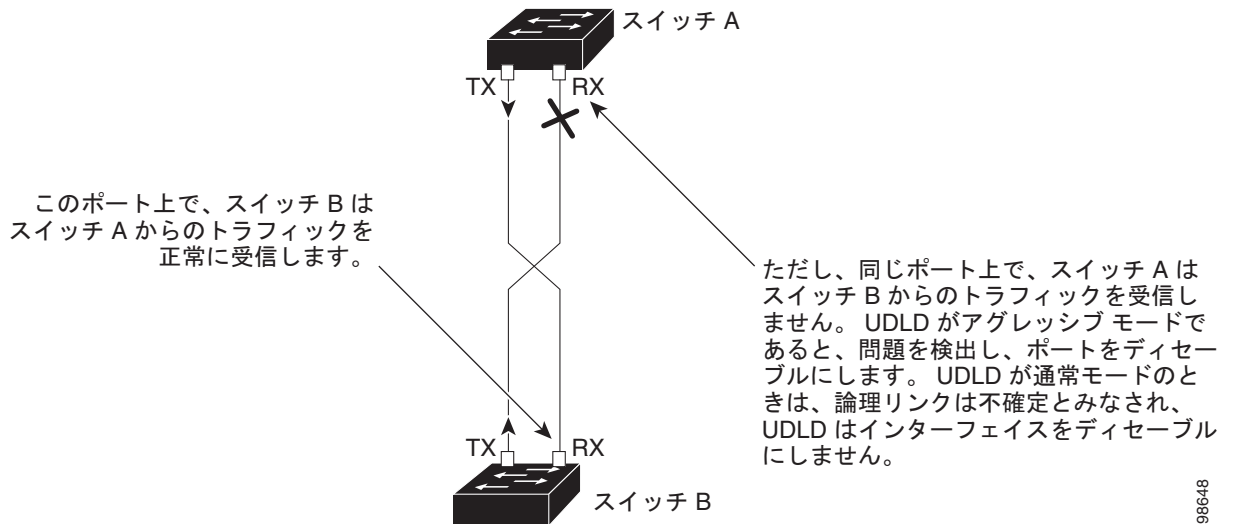 スイッチ A
TX
RX
このポート上で、スイッチ B は
スイッチ A からのトラフィックを
正常に受信します。
ただし、同じポート上で、スイッチ A は
スイッチ B からのトラフィックを受信し
ません。 UDLD がアグレッシブ モードで
あると、問題を検出し、ポートをディセー
ブルにします。 UDLD が通常モードのと
きは、論理リンクは不確定とみなされ、
UDLD はインターフェイスをディセーブル
にしません。
TX
RX
スイッチ B
98648